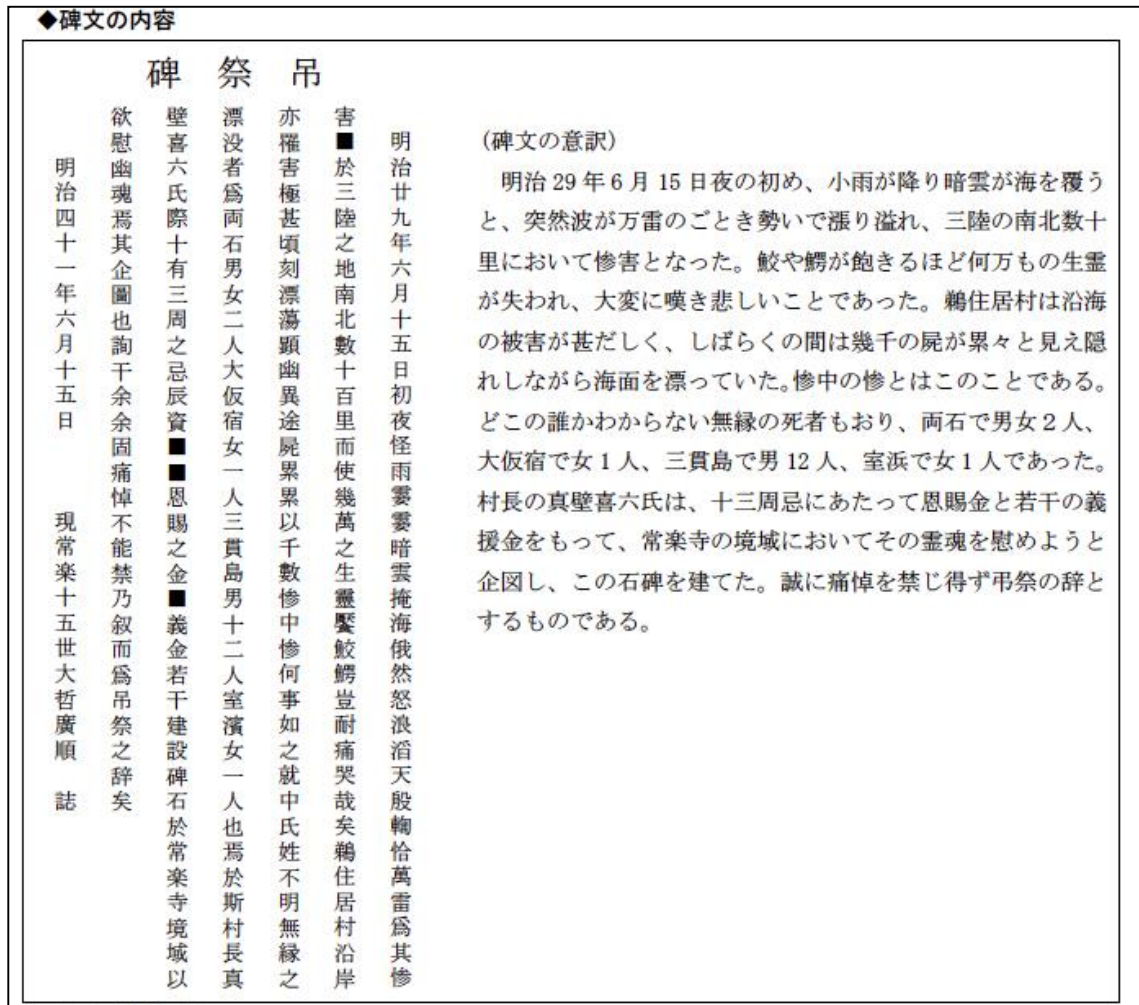 ◆碑文の内容
吊祭碑
明治廿九年六月十五日初夜怪雨霎霎暗雲掩海俄然怒浪滔天殷輷恰萬雷爲其慘
害■於三陸之地南北數十百里而使幾萬之生靈饜鮫鰐豈耐痛哭哉矣鵜住居村沿岸
亦罹害極甚頃刻漂蕩顕幽異途屍累累以千數惨中惨何事如之就中氏姓不明無縁之
漂没者爲両石男女二人大仮宿女一人三貫島男十二人室濱女一人也焉於斯村長真
壁喜六氏際十有三周之忌辰資■■恩賜之金■義金若干建設碑石於常楽寺境域以
欲慰幽魂焉其企圖也詢干余余固痛悼不能禁乃叙而爲吊祭之辞矣
明治四十一年六月十五日　現常楽十五世大哲廣順　誌
(碑文の意訳)
明治 29 年 6 月 15 日夜の初め、小雨が降り暗雲が海を覆う
と、突然波が万雷のごとき勢いで漲り溢れ、三陸の南北数十
里において惨害となった。鮫や鰐が飽きるほど何万もの生霊
が失われ、大変に嘆き悲しいことであった。鵜住居村は沿海
の被害が甚だしく、しばらくの間は幾千の屍が累々と見え隠
れしながら海面を漂っていた。惨中の惨とはこのことである。
どこの誰かわからない無縁の死者もおり、両石で男女 2 人、
大仮宿で女 1 人、三貫島で男 12 人、室浜で女 1 人であった。
村長の真壁喜六氏は、十三周忌にあたって恩賜金と若干の義
援金をもって、常楽寺の境域においてその霊魂を慰めようと
企図し、この石碑を建てた。誠に痛悼を禁じ得ず弔祭の辞と
するものである。